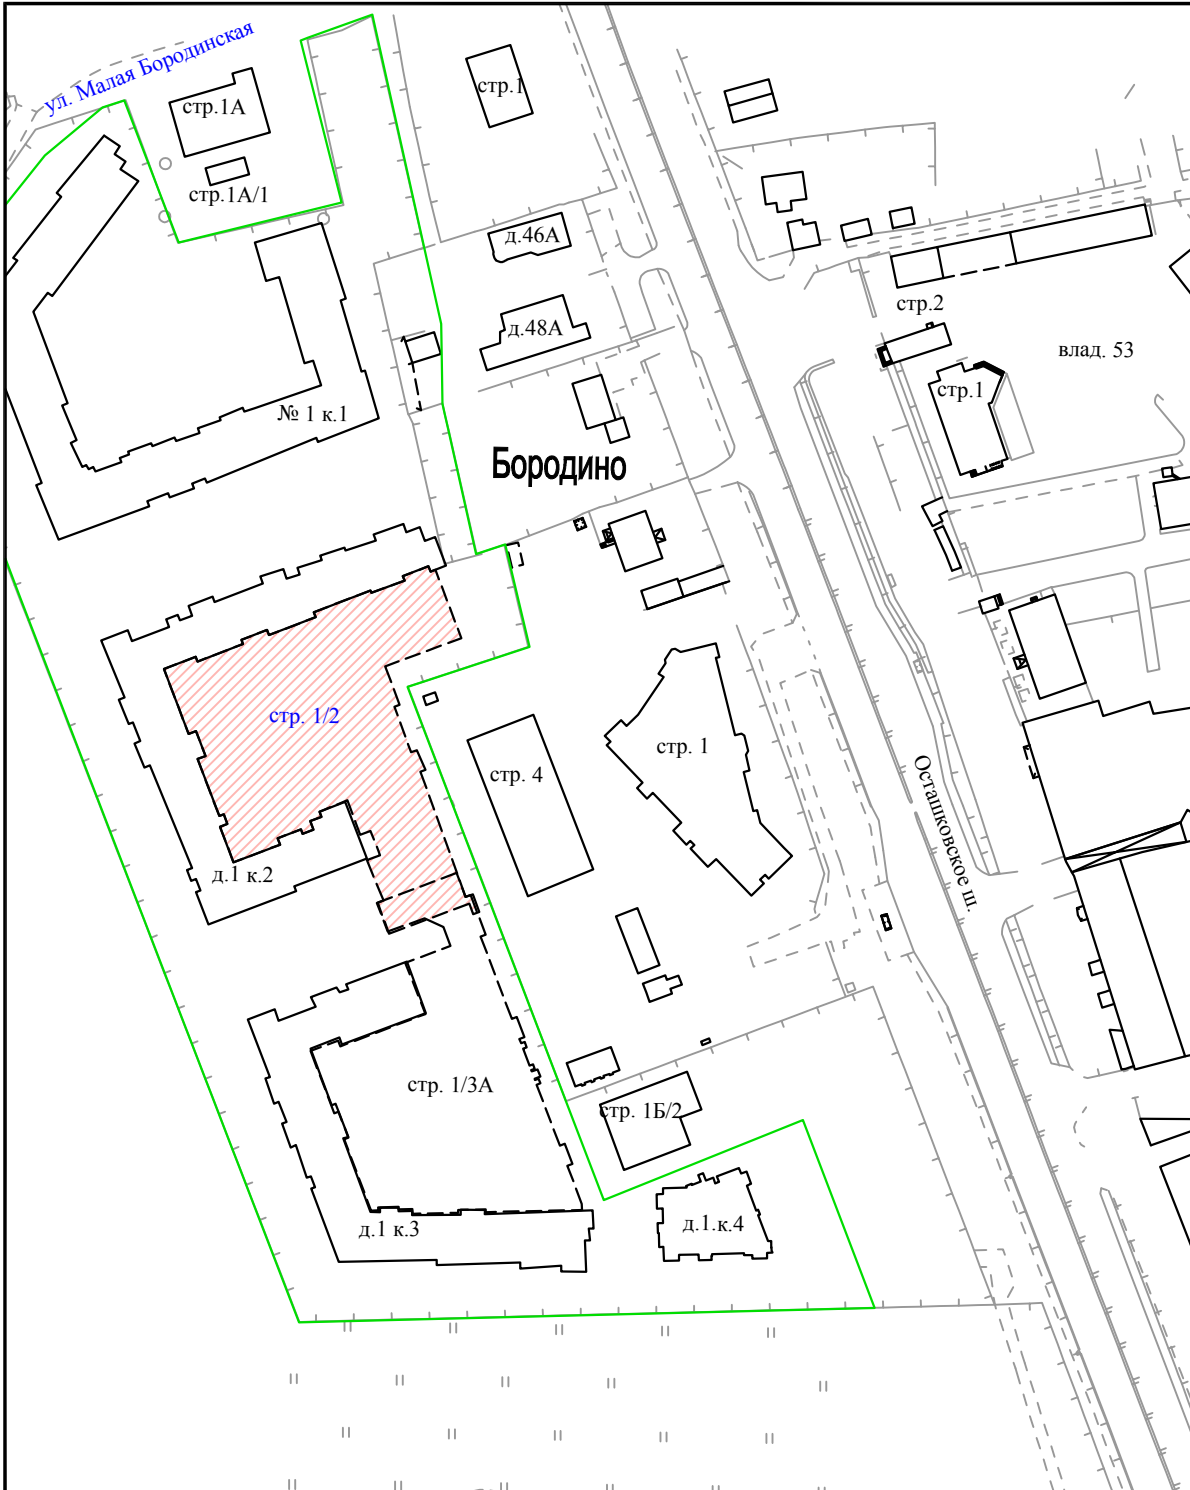 ул. Малая Бородинская
стр.1А
стр.1
стр.1А/1
д.46А
стр.2
д.48А
влад. 53
стр.1
№ 1 к.1
Бородино
стр. 1/2
стр. 1
стр. 4
Осташковское ш.
д.1 к.2
стр. 1/3А
стр. 1Б/2
д.1 к.3
д.1.к.4